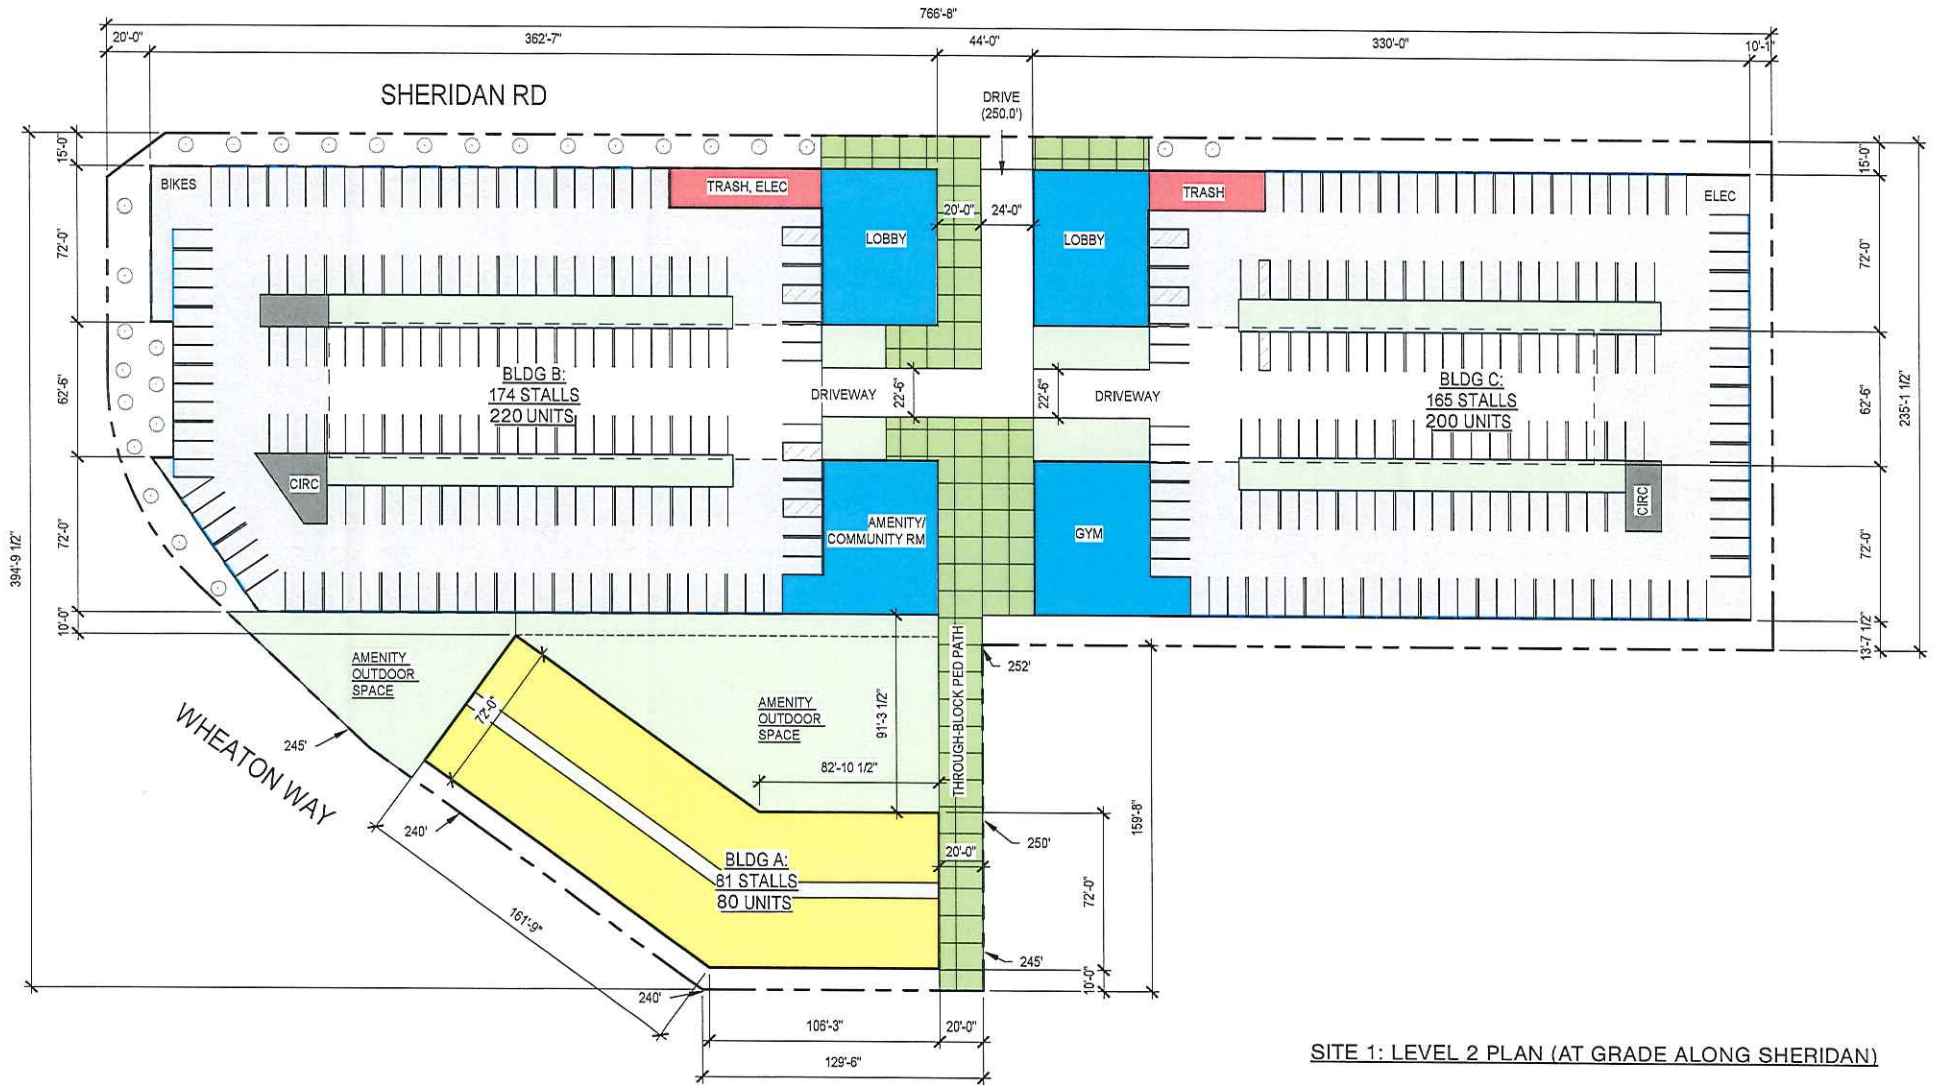 766'-8"
20'-0"
362'-7"
44'-0"
330'-0"
10'-1"
SHERIDAN RD
DRIVE
(250.0')
15'-0"
15'-0"
BIKES
TRASH, ELEC
TRASH
ELEC
20'-0"
24'-0"
LOBBY
LOBBY
72'-0"
72'-0"
BLDG B:
174 STALLS
220 UNITS
DRIVEWAY
22'-6"
22'-6"
DRIVEWAY
BLDG C:
165 STALLS
200 UNITS
62'-6"
62'-6"
235'-1 1/2"
CIRC
CIRC
AMENITY/
COMMUNITY RM
GYM
72'-0"
72'-0"
394'-9 1/2"
10'-0"
13'-7 1/2"
AMENITY
OUTDOOR
SPACE
72'-0"
AMENITY
OUTDOOR
SPACE
91'-3 1/2"
THROUGH-BLOCK PED PATH
252'
WHEATON WAY
245'
82'-10 1/2"
159'-8"
240'
250'
BLDG A:
81 STALLS
80 UNITS
20'-0"
72'-0"
161'-9"
245'
240'
10'-0"
106'-3"
20'-0"
129'-6"
SITE 1: LEVEL 2 PLAN (AT GRADE ALONG SHERIDAN)